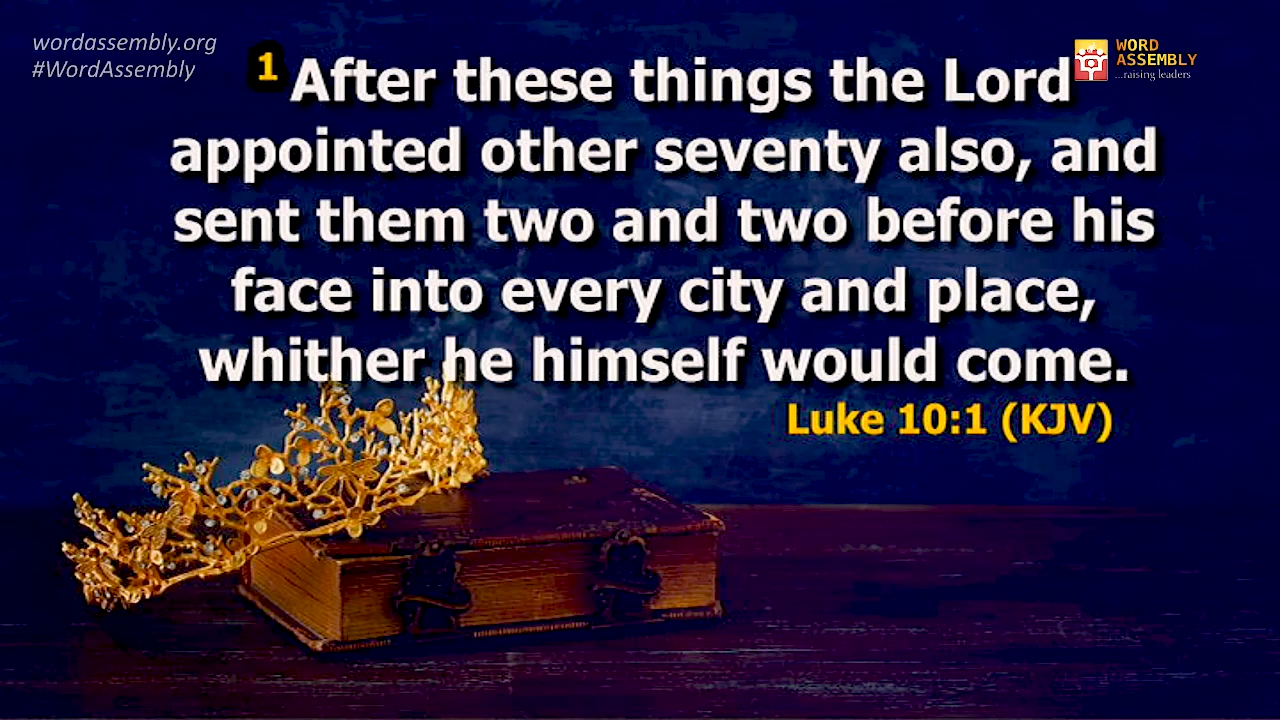 wordassembly.org
#WordAssembly
WORD
ASSEMBLY
...raising leaders
1 After these things the Lord
appointed other seventy also, and
sent them two and two before his
face into every city and place,
whither he himself would come.
Luke 10:1 (KJV)